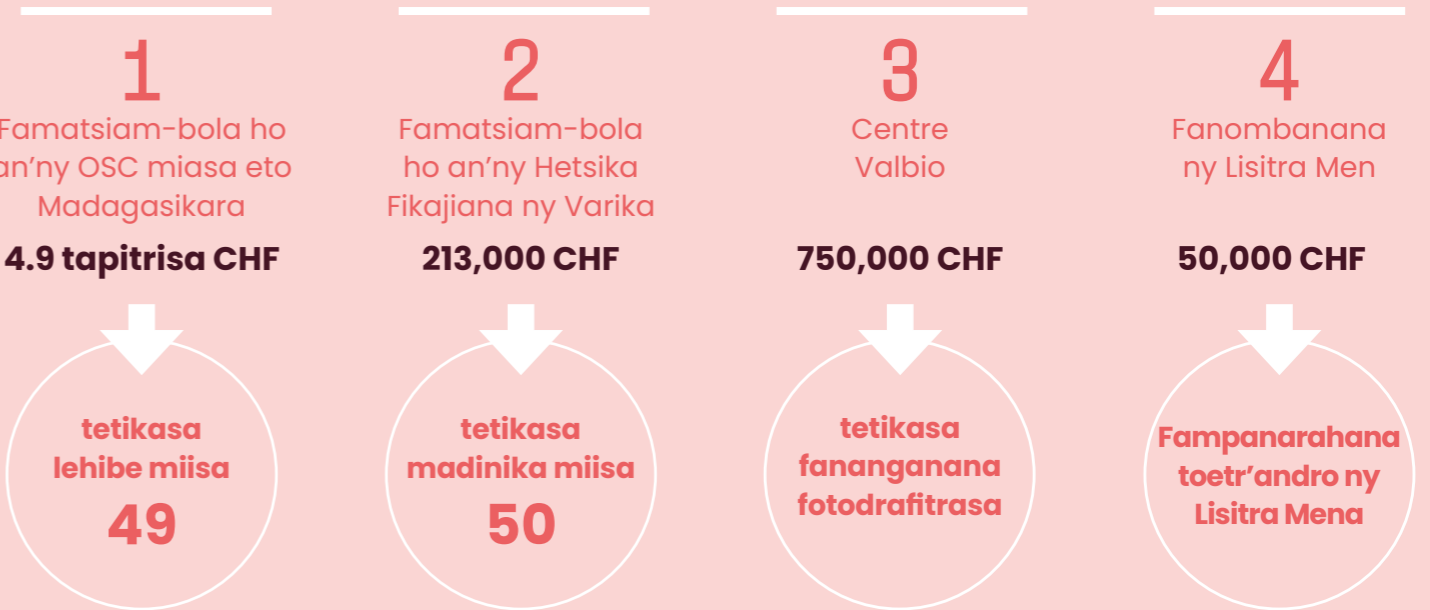 1
Famatsiam-bola ho
an’ny OSC miasa eto
Madagasikara
4.9 tapitrisa CHF
tetikasa
lehibe miisa
49
2
Famatsiam-bola
ho an’ny Hetsika
Fikajiana ny Varika
213,000 CHF
tetikasa
madinika miisa
50
3
Centre
Valbio
750,000 CHF
tetikasa
fananganana
fotodrafitrasa
4
Fanombanana
ny Lisitra Men
50,000 CHF
Fampanarahana
toetr’andro ny
Lisitra Mena